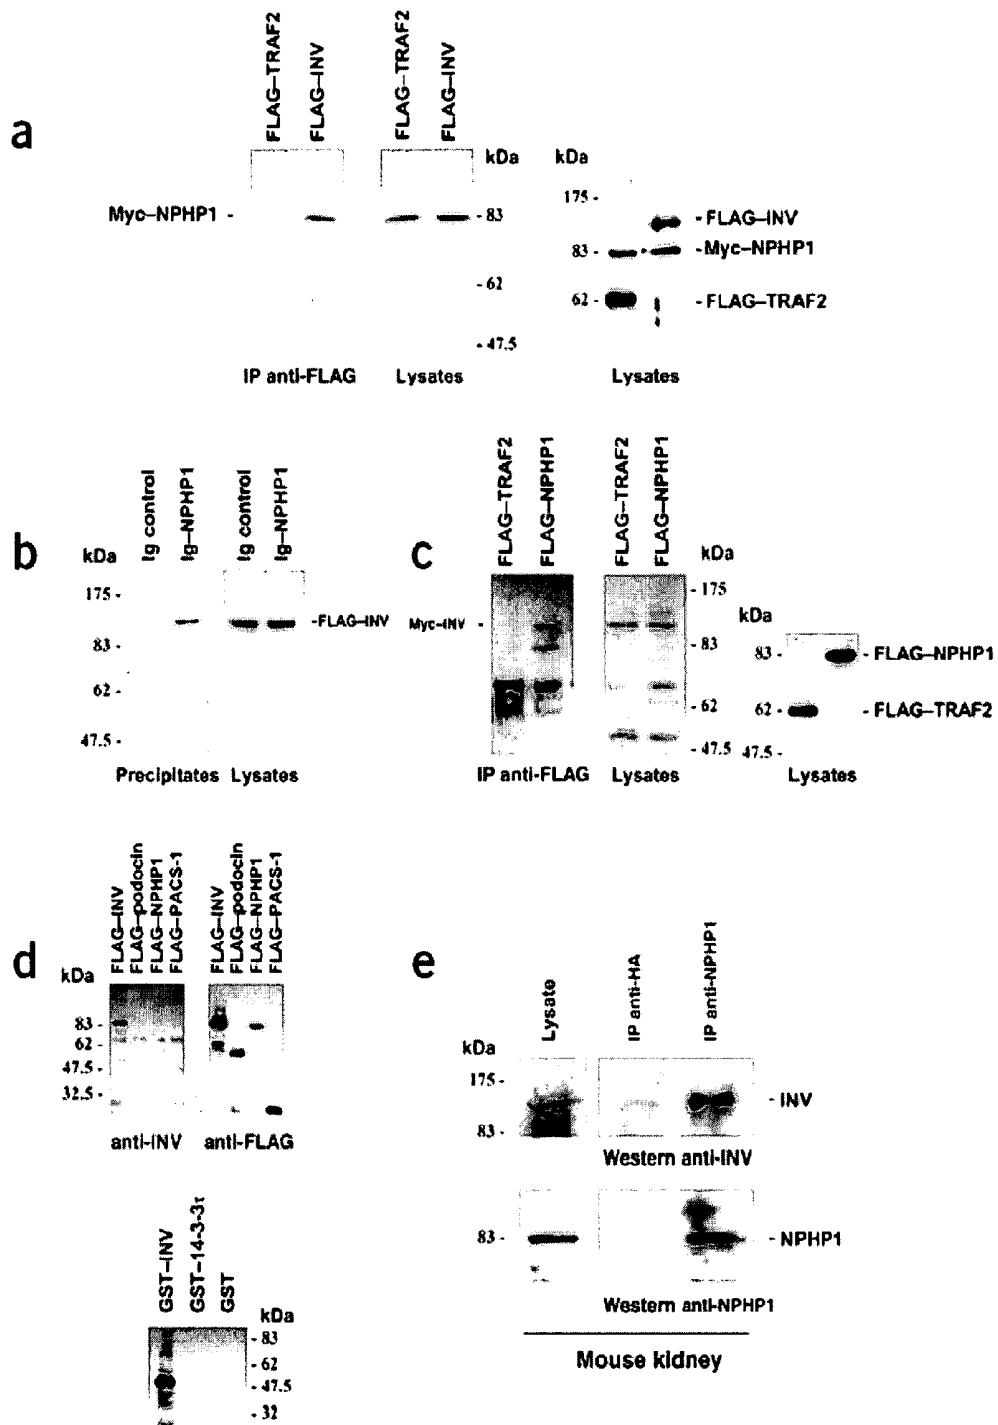 a
FLAG–TRAF2
FLAG–INV
FLAG–TRAF2
FLAG–INV
kDa
Myc–NPHP1 -
- 83
- 62
- 47.5
IP anti-FLAG
Lysates
175 -
83 -
62 -
- FLAG–INV
- Myc–NPHP1
- FLAG–TRAF2
Lysates
b
kDa
Ig control
Ig–NPHP1
Ig control
Ig–NPHP1
175 -
83 -
62 -
47.5 -
-FLAG–INV
Precipitates
Lysates
c
FLAG–TRAF2
FLAG–NPHP1
FLAG–TRAF2
FLAG–NPHP1
kDa
Myc–INV -
- 175
- 83
- 62
- 47.5
IP anti-FLAG
Lysates
kDa
83 -
62 -
47.5 -
- FLAG–NPHP1
- FLAG–TRAF2
Lysates
d
kDa
FLAG–INV
FLAG–podocin
FLAG–NPHP1
FLAG–PACS-1
FLAG–INV
FLAG–podocin
FLAG–NPHP1
FLAG–PACS-1
83 -
62 -
47.5 -
32.5 -
anti-INV
anti-FLAG
GST–INV
GST–14-3-3τ
GST
kDa
- 83
- 62
- 47.5
- 32
e
kDa
Lysate
IP anti-HA
IP anti-NPHP1
175 -
83 -
- INV
Western anti-INV
83 -
- NPHP1
Western anti-NPHP1
Mouse kidney